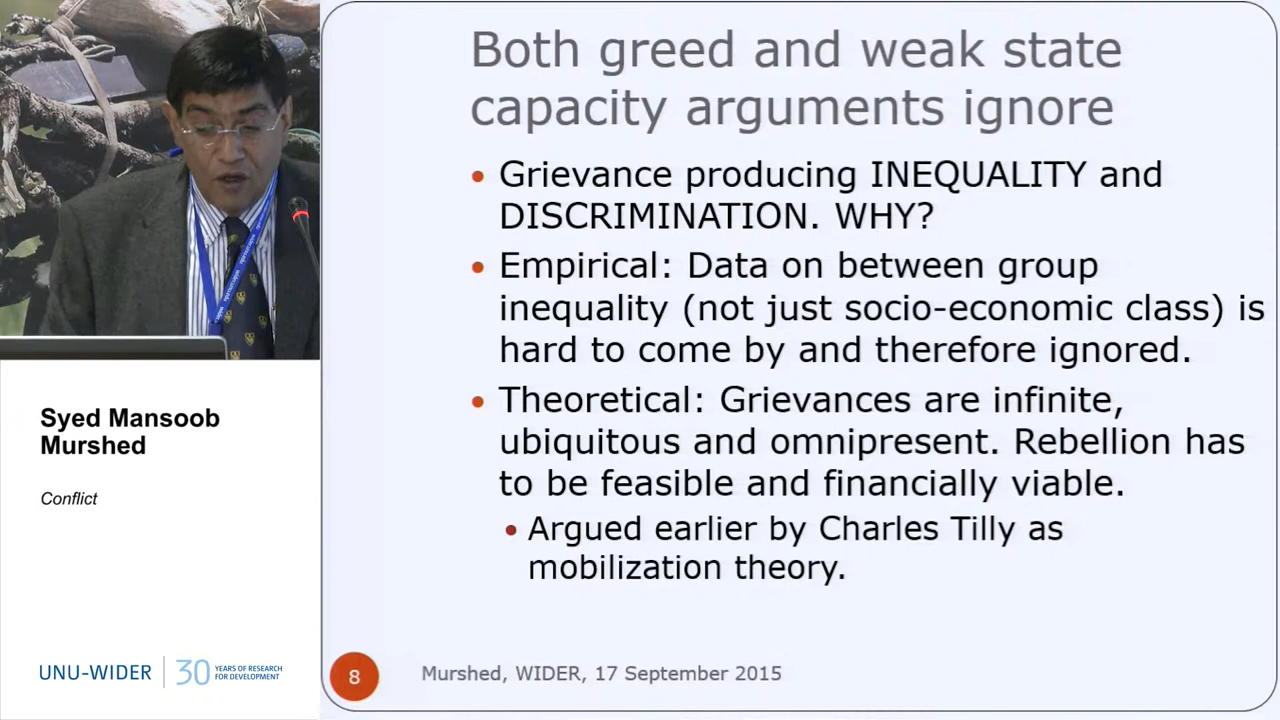 Both greed and weak state
capacity arguments ignore
• Grievance producing INEQUALITY and
DISCRIMINATION. WHY?
• Empirical: Data on between group
inequality (not just socio-economic class) is
hard to come by and therefore ignored.
• Theoretical: Grievances are infinite,
ubiquitous and omnipresent. Rebellion has
to be feasible and financially viable.
• Argued earlier by Charles Tilly as
mobilization theory.
8
Murshed, WIDER, 17 September 2015
Syed Mansoob
Murshed
Conflict
UNU-WIDER
30
YEARS OF RESEARCH
FOR DEVELOPMENT